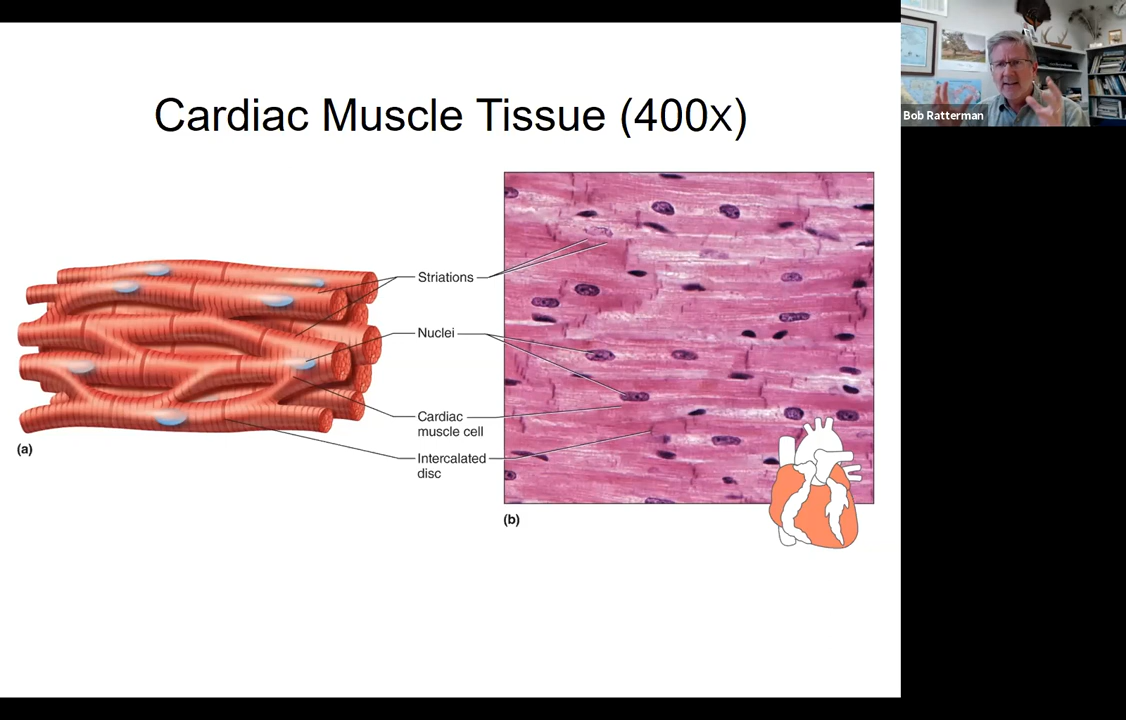 Cardiac Muscle Tissue (400X)
Bob Ratterman
Striations
Nuclei
Cardiac
muscle cell
Intercalated
disc
(a)
(b)